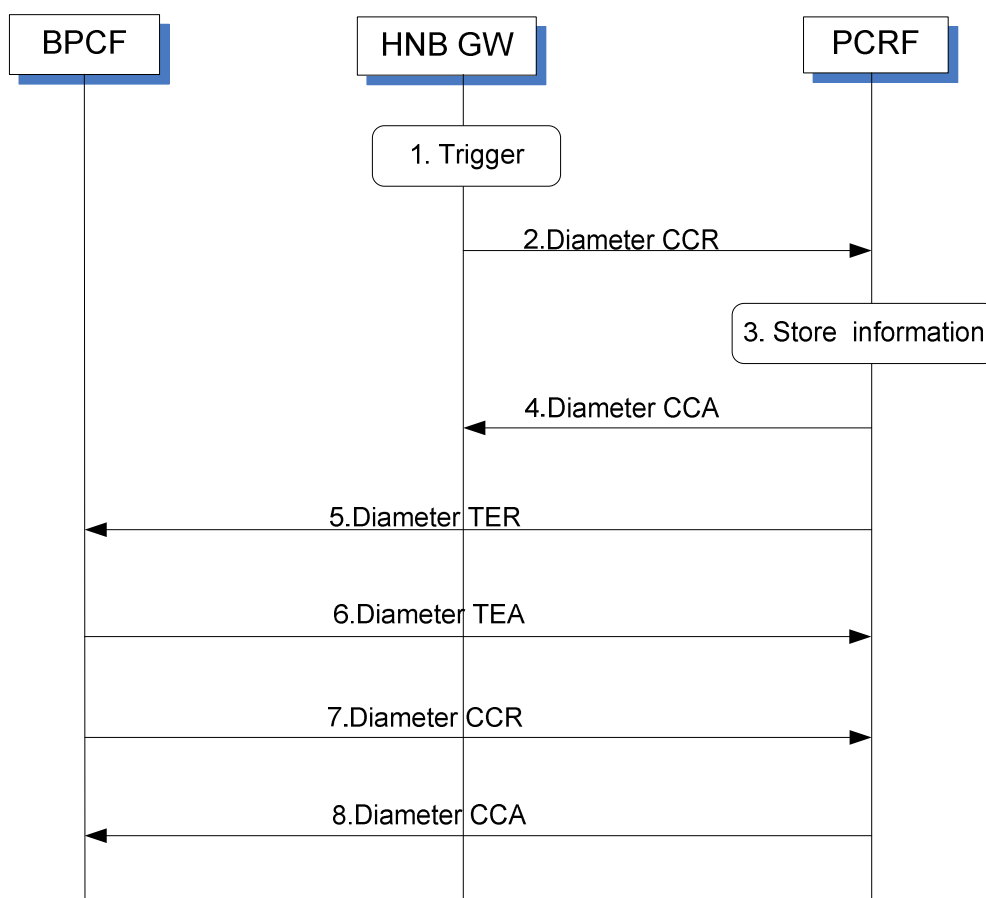 BPCF
HNB GW
PCRF
1. Trigger
2.Diameter CCR
3. Store information
4.Diameter CCA
5.Diameter TER
6.Diameter TEA
7.Diameter CCR
8.Diameter CCA